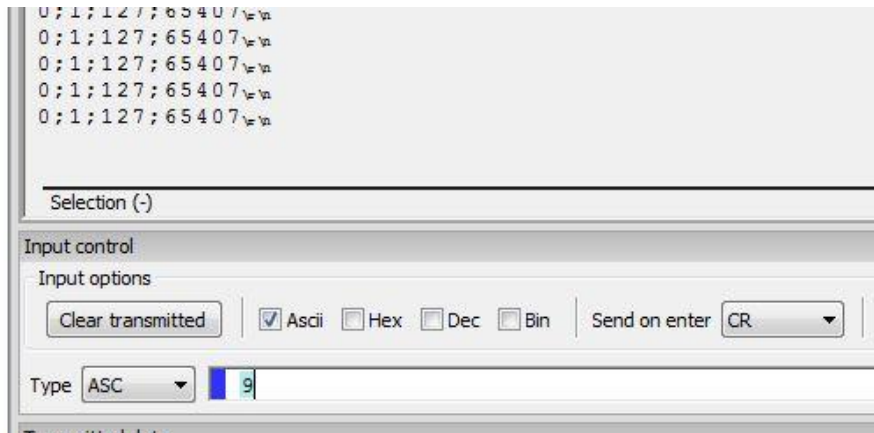 0;1;127;65407\r\n
0;1;127;65407\r\n
0;1;127;65407\r\n
0;1;127;65407\r\n
0;1;127;65407\r\n
Selection (-)
Input control
Input options
Clear transmitted Ascii Hex Dec Bin Send on enter CR
Type ASC 9